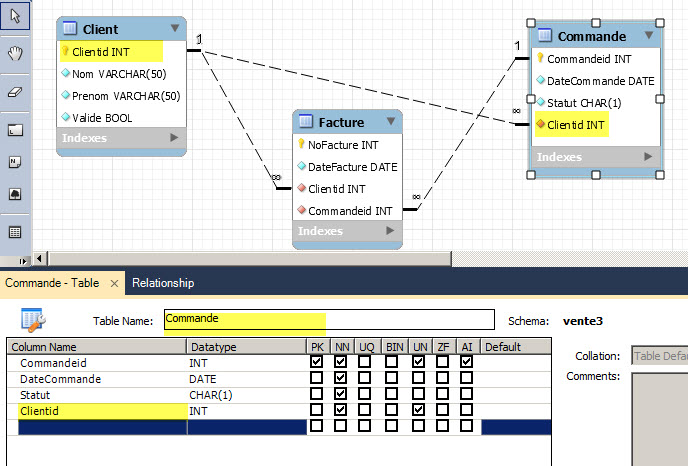 Client
Clientid INT
Nom VARCHAR(50)
Prenom VARCHAR(50)
Valide BOOL
Indexes
1
∞
Facture
NoFacture INT
DateFacture DATE
Clientid INT
Commandeid INT
Indexes
∞
1
∞
Commande
Commandeid INT
DateCommande DATE
Statut CHAR(1)
Clientid INT
Indexes
Commande - Table × Relationship
Table Name: Commande Schema: vente3
Column Name Datatype PK NN UQ BIN UN ZF AI Default
Commandeid INT
DateCommande DATE
Statut CHAR(1)
Clientid INT
Collation: Table Defa
Comments: